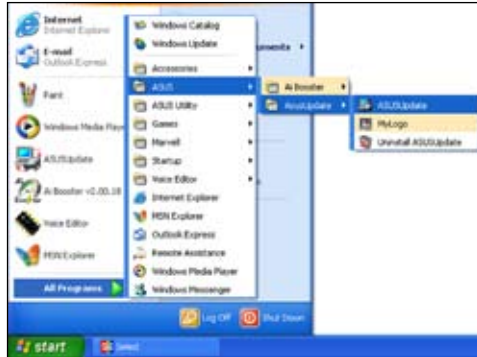 Internet
Internet Explorer
E-mail
Outlook Express
Paint
Windows Media Player
ASUSUpdate
Ai Booster v2.00.18
Voice Editor
MSN Explorer
All Programs
Windows Catalog
Windows Update
Accessories
ASUS
ASUS Utility
Games
Marvell
Startup
Voice Editor
Internet Explorer
MSN Explorer
Outlook Express
Remote Assistance
Windows Media Player
Windows Messenger
Ai Booster
AsusUpdate
ASUSUpdate
MyLogo
Uninstall ASUSUpdate
Log Off
Shut Down
start
Select